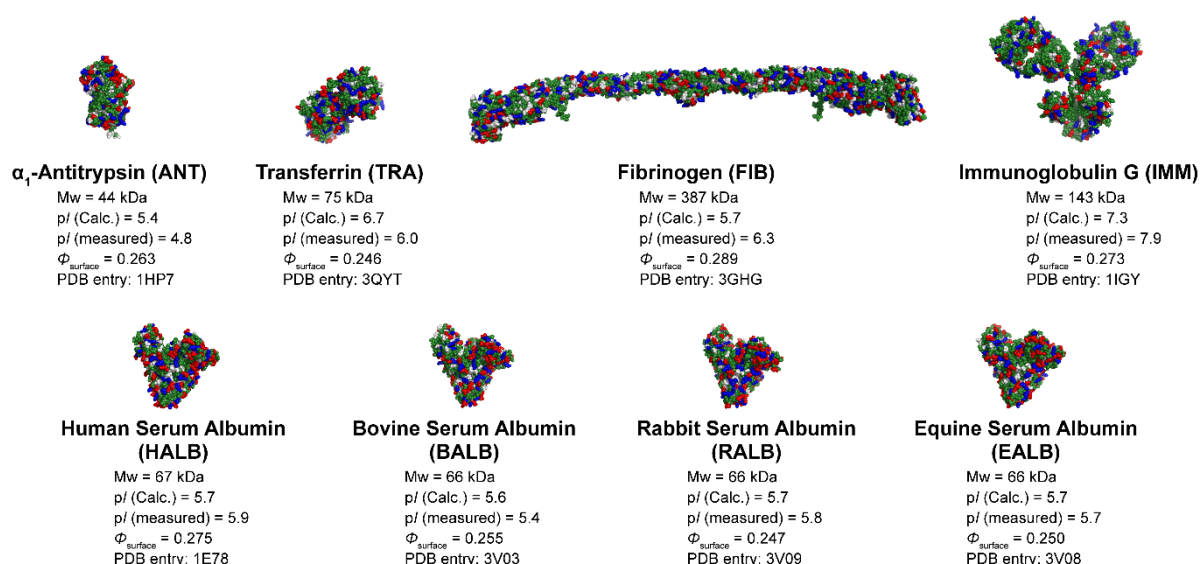 α1-Antitrypsin (ANT)
Mw = 44 kDa
pI (Calc.) = 5.4
pI (measured) = 4.8
Φsurface = 0.263
PDB entry: 1HP7
Transferrin (TRA)
Mw = 75 kDa
pI (Calc.) = 6.7
pI (measured) = 6.0
Φsurface = 0.246
PDB entry: 3QYT
Fibrinogen (FIB)
Mw = 387 kDa
pI (Calc.) = 5.7
pI (measured) = 6.3
Φsurface = 0.289
PDB entry: 3GHG
Immunoglobulin G (IMM)
Mw = 143 kDa
pI (Calc.) = 7.3
pI (measured) = 7.9
Φsurface = 0.273
PDB entry: 1IGY
Human Serum Albumin
(HALB)
Mw = 67 kDa
pI (Calc.) = 5.7
pI (measured) = 5.9
Φsurface = 0.275
PDB entry: 1E78
Bovine Serum Albumin
(BALB)
Mw = 66 kDa
pI (Calc.) = 5.6
pI (measured) = 5.4
Φsurface = 0.255
PDB entry: 3V03
Rabbit Serum Albumin
(RALB)
Mw = 66 kDa
pI (Calc.) = 5.7
pI (measured) = 5.8
Φsurface = 0.247
PDB entry: 3V09
Equine Serum Albumin
(EALB)
Mw = 66 kDa
pI (Calc.) = 5.7
pI (measured) = 5.7
Φsurface = 0.250
PDB entry: 3V08